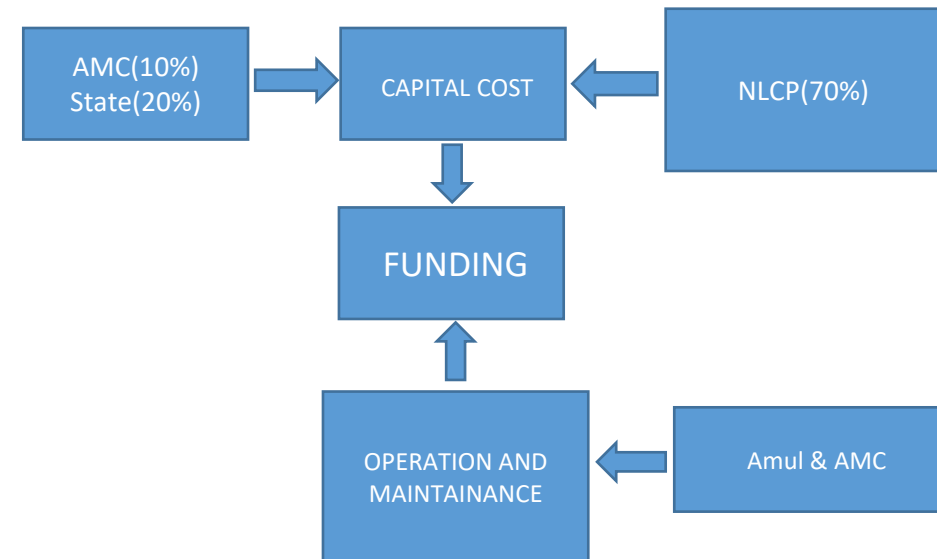 AMC(10%)
State(20%)
CAPITAL COST
NLCP(70%)
FUNDING
OPERATION AND
MAINTAINANCE
Amul & AMC